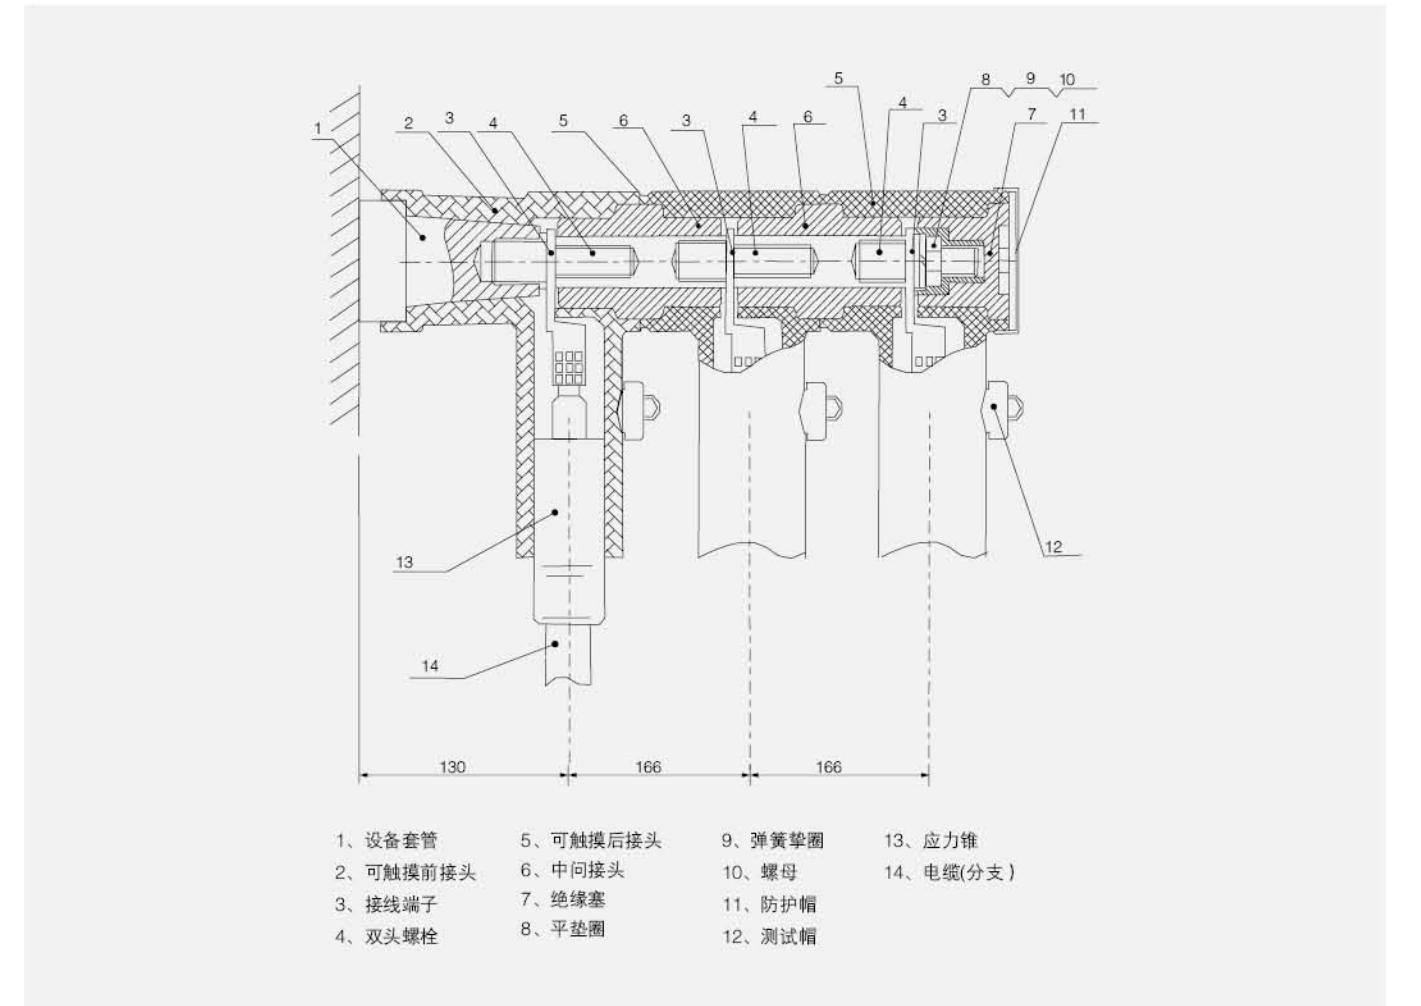 5
8
9
10
4
1
2
3
4
5
6
3
4
6
3
7
11
12
13
14
130
166
166
1、设备套管
2、可触摸前接头
3、接线端子
4、双头螺栓
5、可触摸后接头
6、中问接头
7、绝缘塞
8、平垫圈
9、弹簧挚圈
10、螺母
11、防护帽
12、测试帽
13、应力锥
14、电缆(分支)